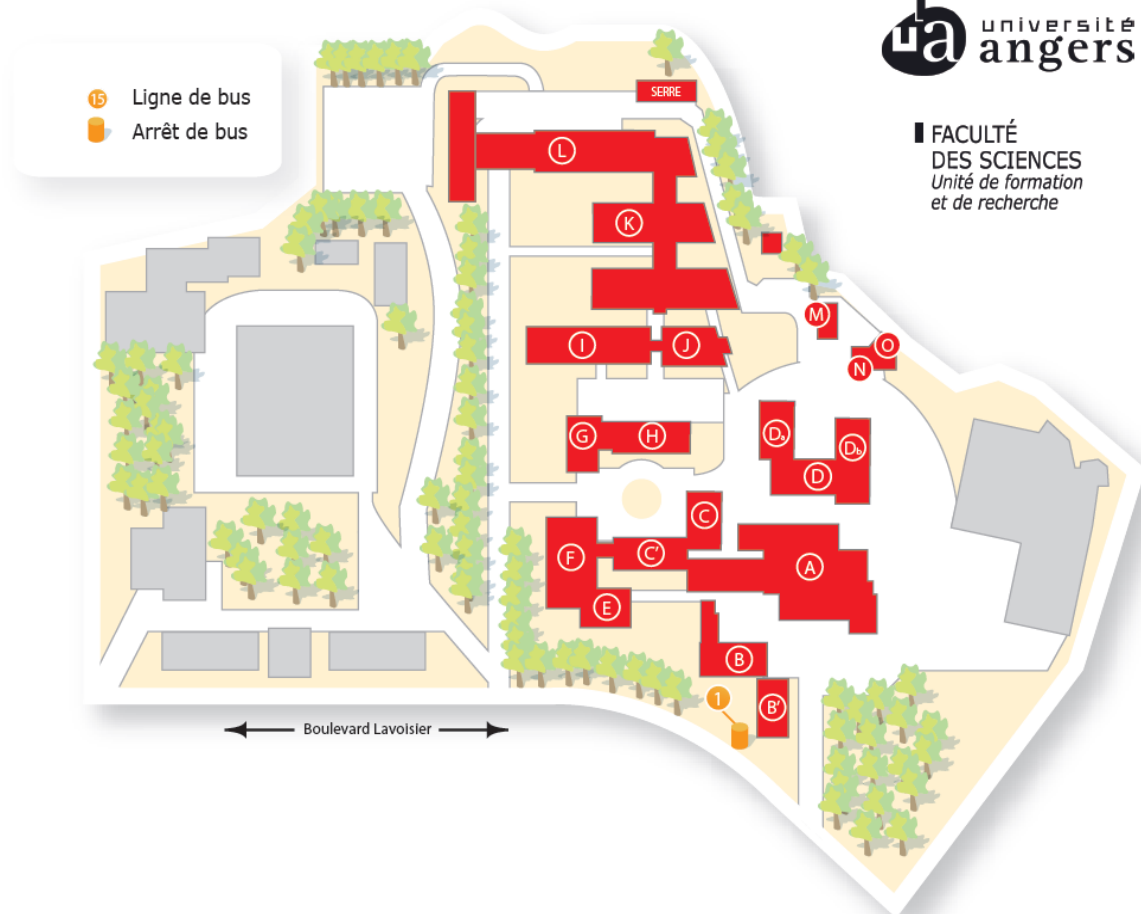 université
angers
15 Ligne de bus
Arrêt de bus
SERRE
FACULTÉ
DES SCIENCES
Unité de formation
et de recherche
L
K
M
I
J
O
N
G
H
Da
Db
D
C
F
C'
A
E
B
1
B'
Boulevard Lavoisier